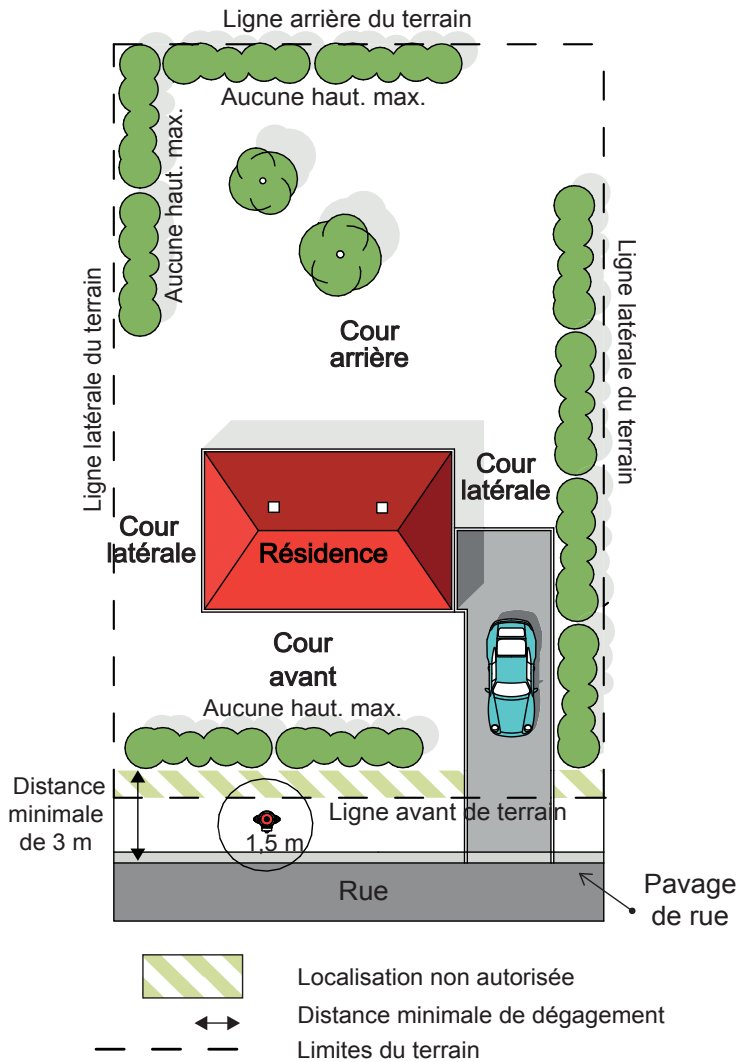 Ligne arrière du terrain
Aucune haut. max.
Aucune haut. max.
Ligne latérale du terrain
Ligne latérale du terrain
Cour
arrière
Cour
latérale
Cour
latérale
Résidence
Cour
avant
Aucune haut. max.
Distance
minimale
de 3 m
Ligne avant de terrain
1,5 m
Rue
Pavage
de rue
Localisation non autorisée
Distance minimale de dégagement
Limites du terrain